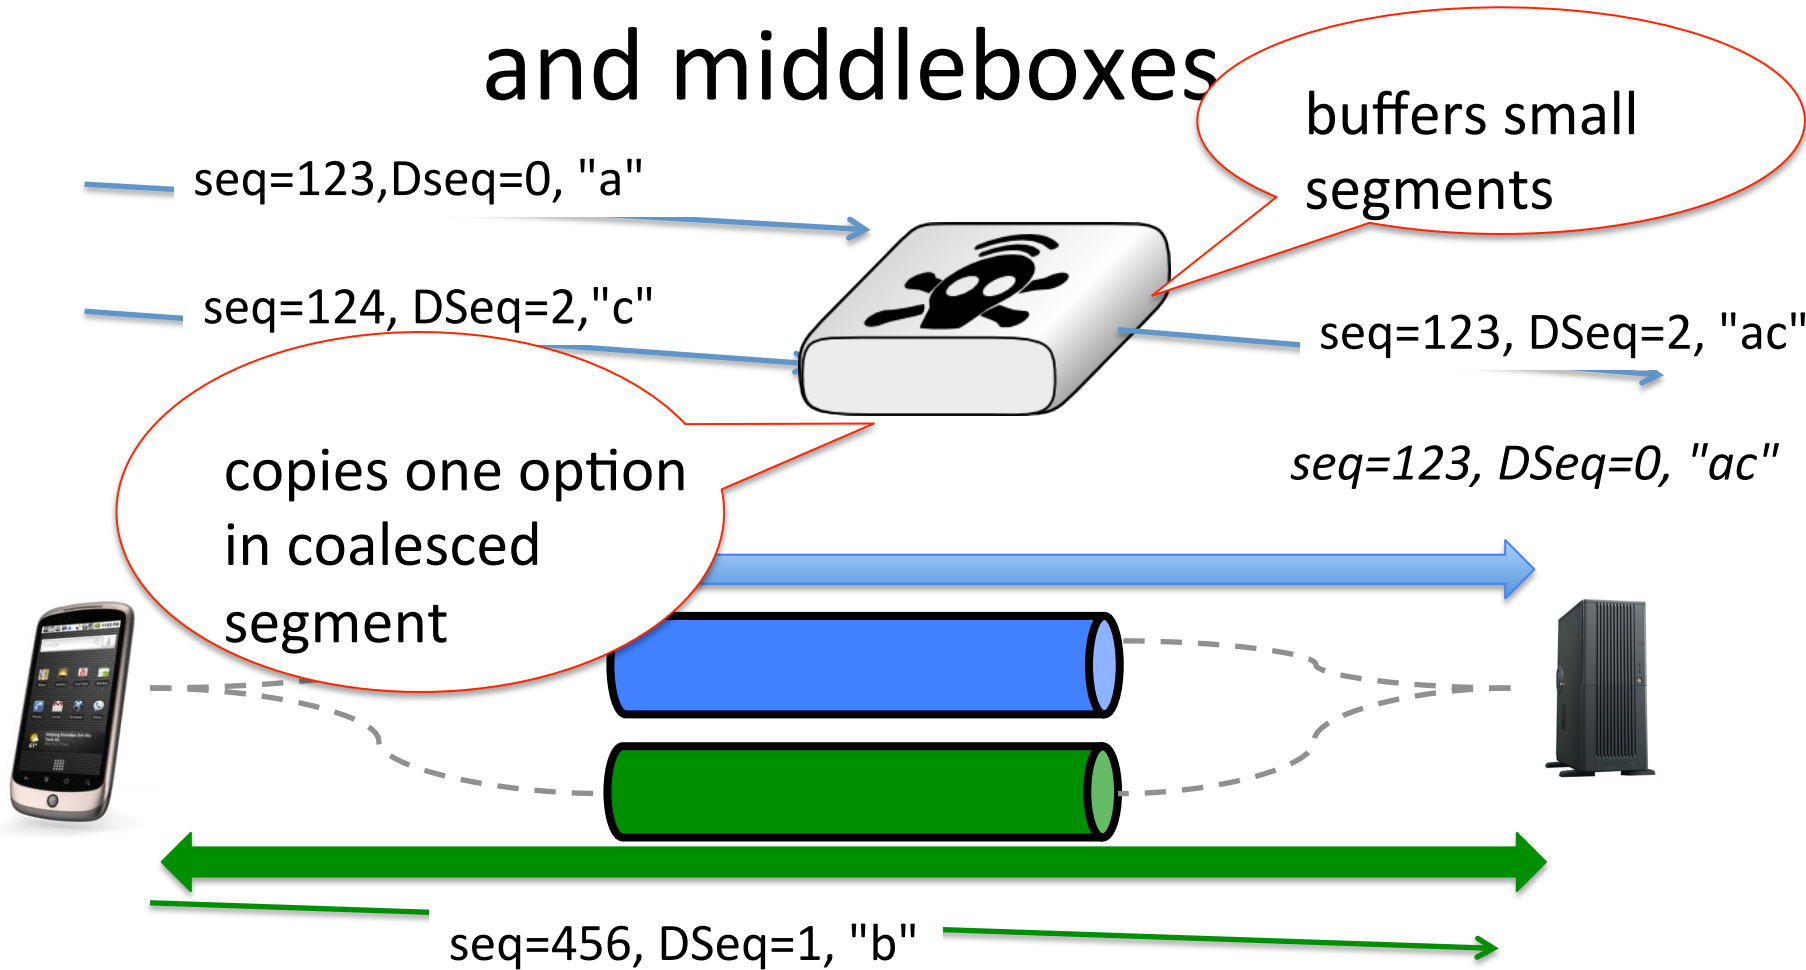 and middleboxes
buffers small
segments
seq=123,Dseq=0, "a"
seq=124, DSeq=2,"c"
seq=123, DSeq=2, "ac"
seq=123, DSeq=0, "ac"
copies one option
in coalesced
segment
seq=456, DSeq=1, "b"